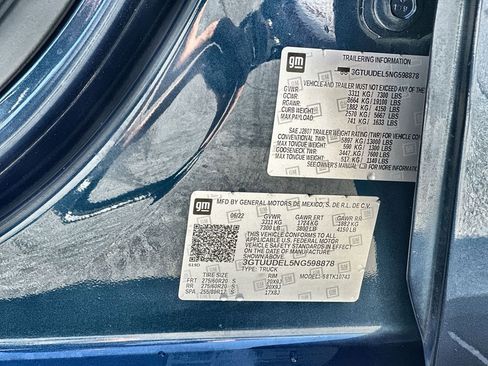 gm
TRAILERING INFORMATION
3GTUUDEL5NG598878
VEHICLE AND TRAILER MUST NOT EXCEED ANY OF THE
GVWR: 3311 KG / 7300 LBS
GCWR: 8664 KG / 19100 LBS
RGAWR: 1882 KG / 4150 LBS
CURB WEIGHT: 2570 KG / 5667 LBS
MAX PAYLOAD: 741 KG / 1633 LBS
SAE J2807 TRAILER WEIGHT RATING (TWR) FOR VEHICLE
CONVENTIONAL TWR: 5897 KG / 13000 LBS
MAX TONGUE WEIGHT: 590 KG / 1300 LBS
GOOSENECK TWR: 3447 KG / 7600 LBS
MAX TONGUE WEIGHT: 517 KG / 1140 LBS
SEE OWNER'S MANUAL FOR MORE INFORMATION
gm
MFD BY GENERAL MOTORS DE MEXICO, S. DE R.L. DE C.V.
06/22 GVWR GAWR FRT GAWR RR
3311 KG 1724 KG 1882 KG
7300 LB 3800 LB 4150 LB
THIS VEHICLE CONFORMS TO ALL
APPLICABLE U.S. FEDERAL MOTOR
VEHICLE SAFETY STANDARDS IN
EFFECT ON THE DATE OF
MANUFACTURE SHOWN ABOVE.
3GTUUDEL5NG598878
TYPE: TRUCK MODEL: S8TK10743
TIRE SIZE RIM
FRT 275/60R20 S 20X9J
RR 275/60R20 S 20X9J
SPA 255/80R17 S 17X8J